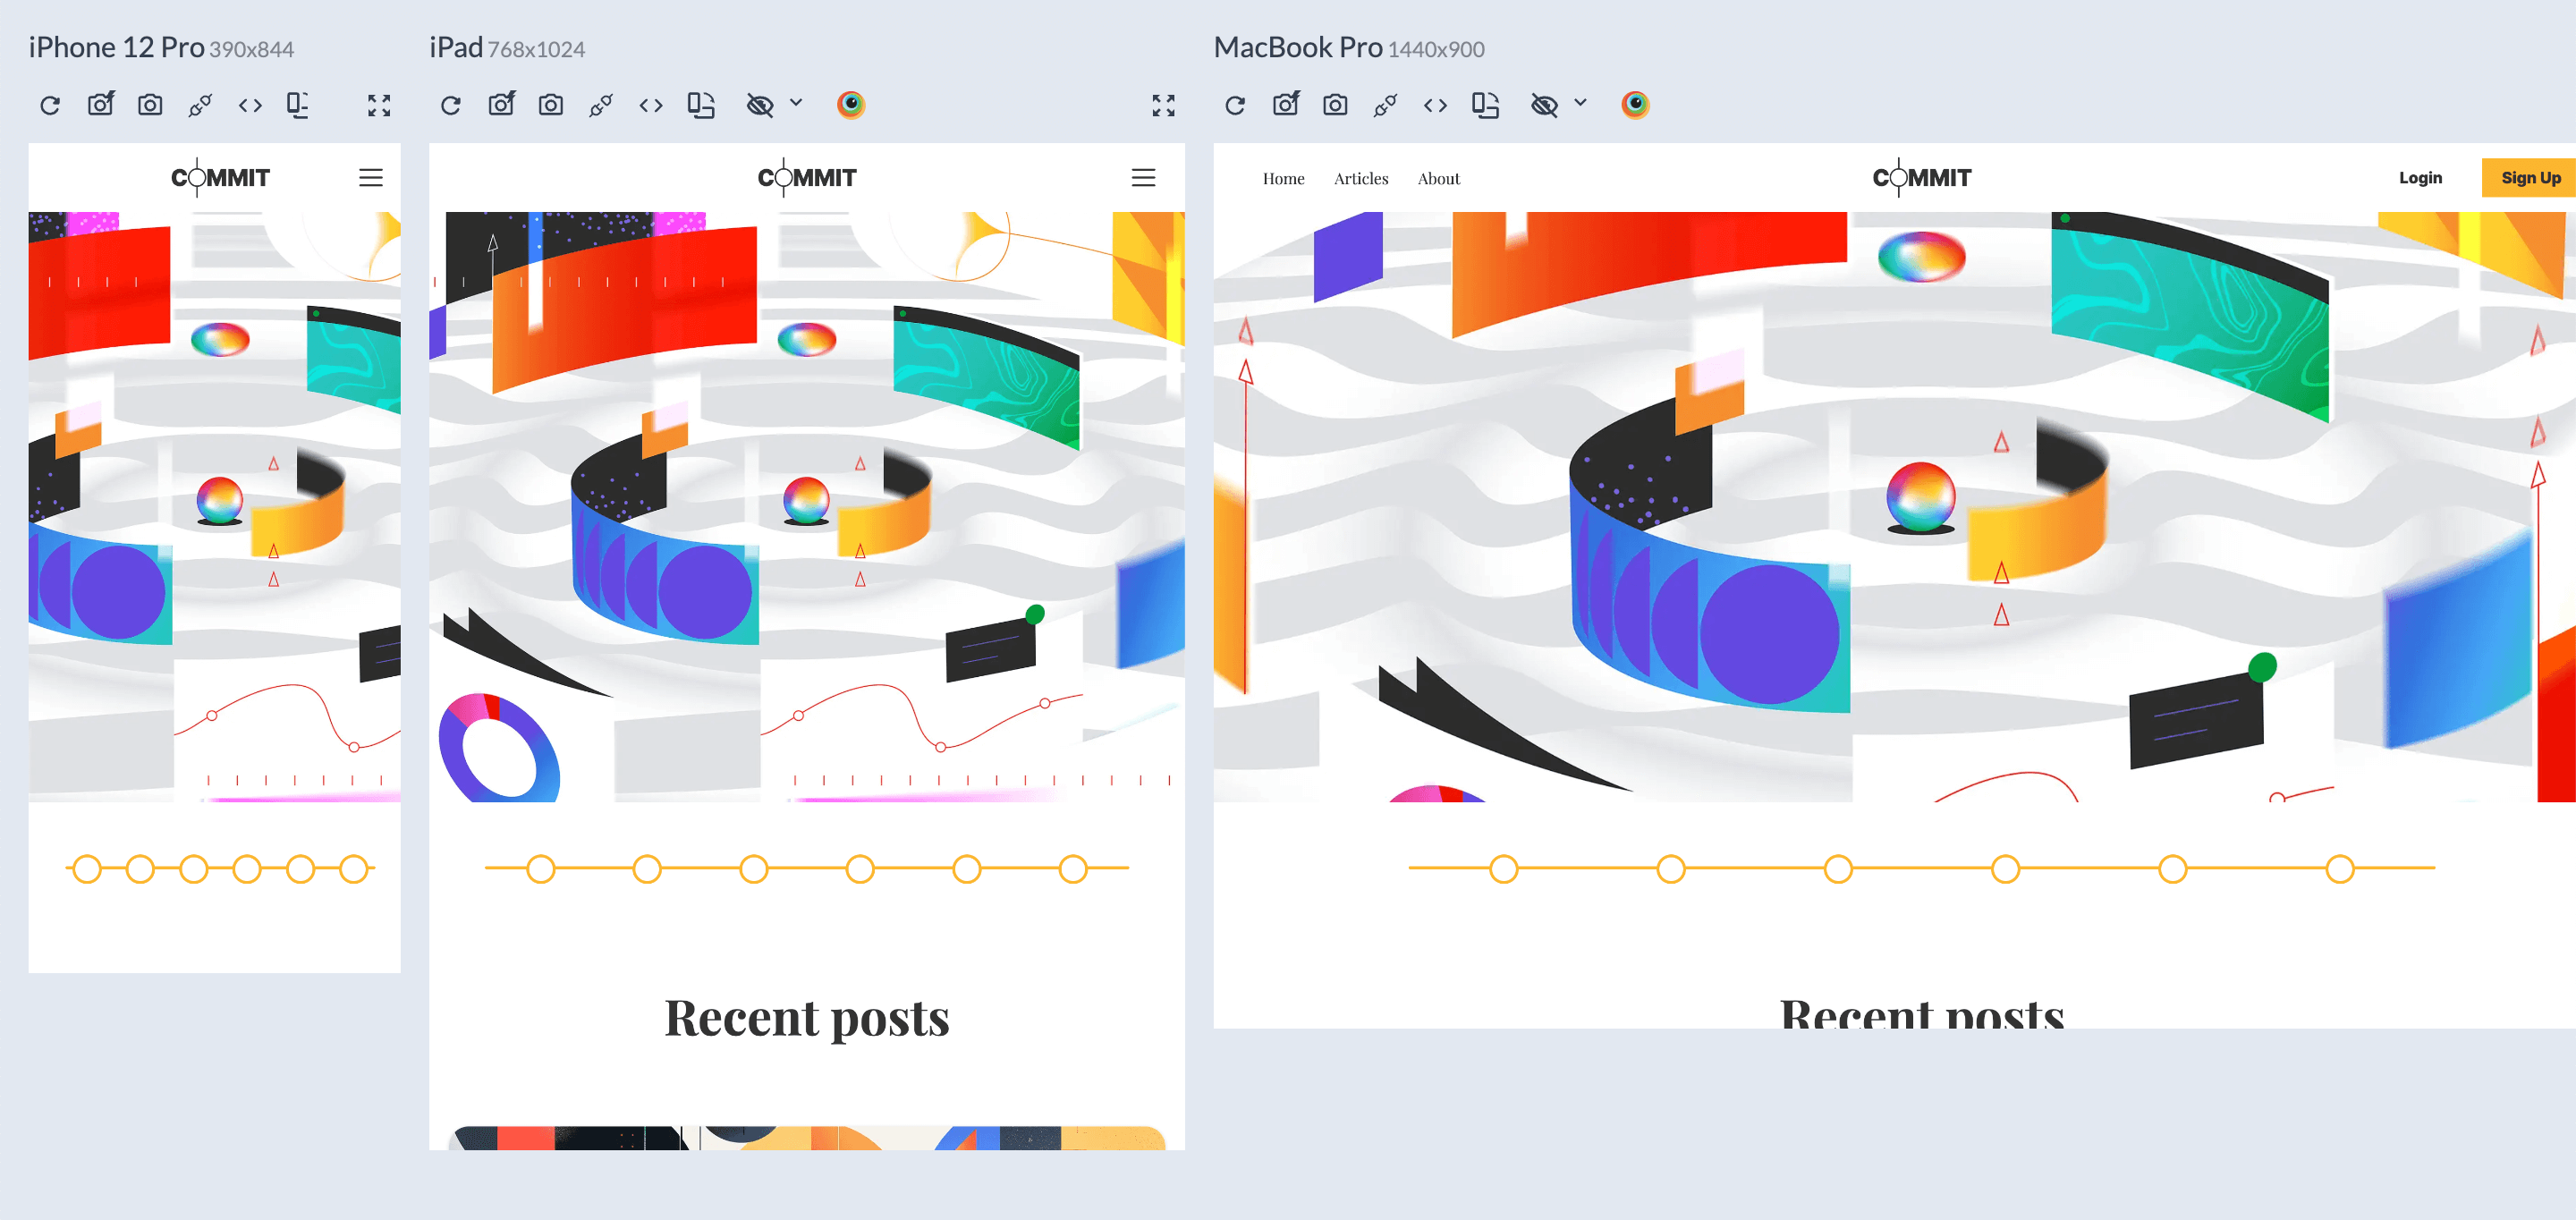 iPhone 12 Pro 390x844
COMMIT
iPad 768x1024
COMMIT
Recent posts
MacBook Pro 1440x900
Home Articles About
COMMIT
Login
Sign Up
Recent posts